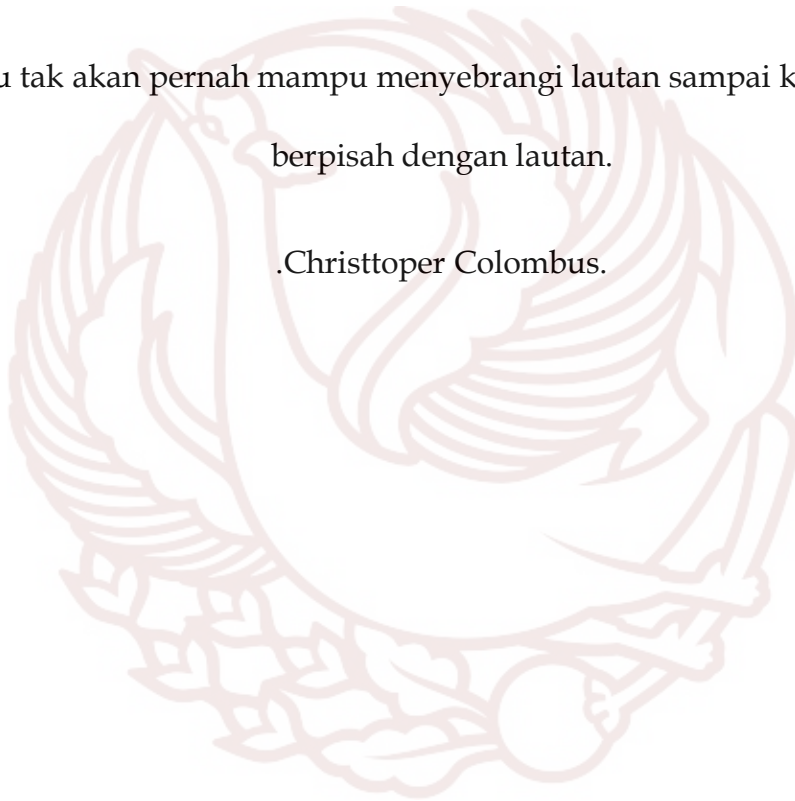 u tak akan pernah mampu menyebrangi lautan sampai k
berpisah dengan lautan.
.Christtoper Colombus.